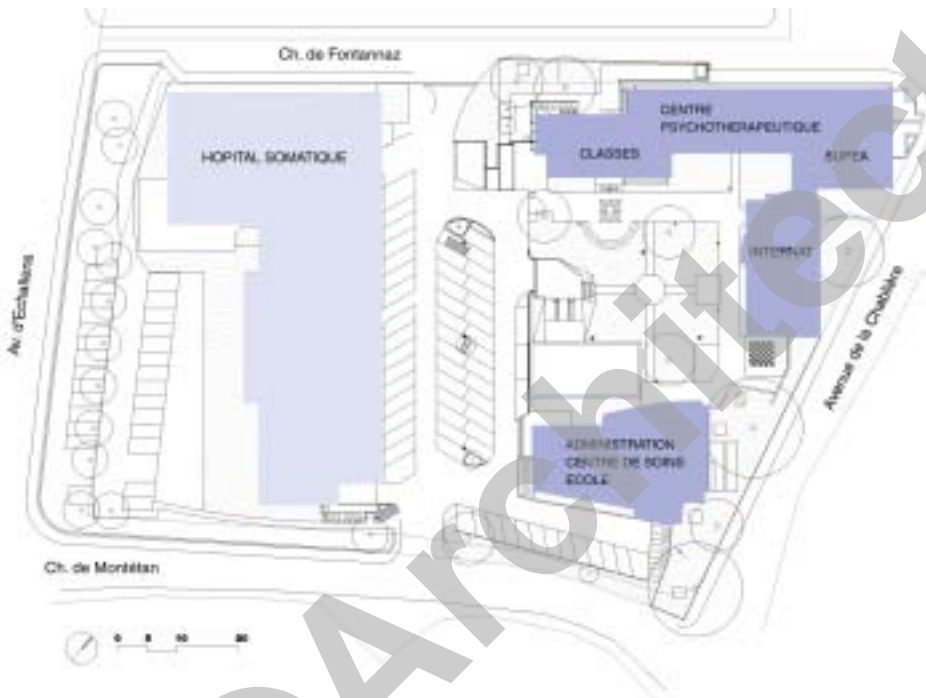 Ch. de Fontannaz
CENTRE
PSYCHOTHERAPEUTIQUE
HOPITAL SOMATIQUE
CLASSES
SUPEA
INTERNAT
Av. d'Echallens
Avenue de la Chablière
ADMINISTRATION
CENTRE DE SOINS
ECOLE
Ch. de Montétan
0 5 10 20
Architect